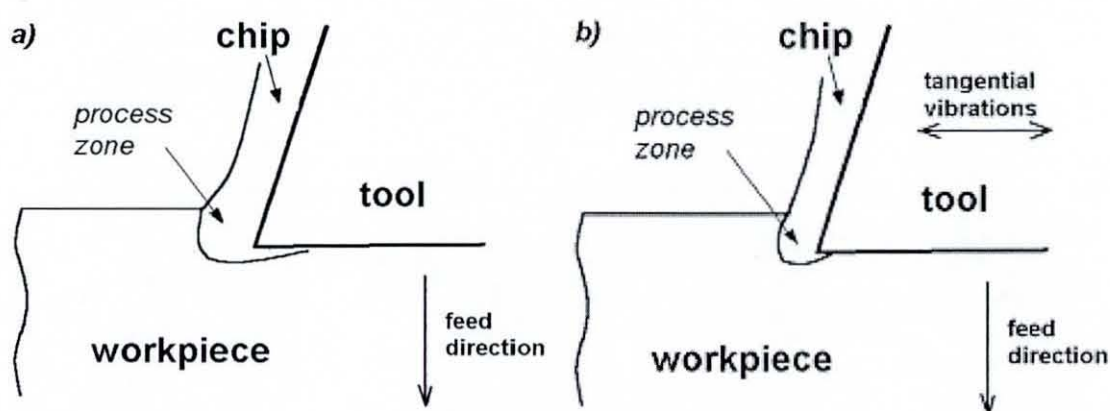 a)
chip
process
zone
tool
workpiece
feed
direction
b)
chip
process
zone
tangential
vibrations
tool
workpiece
feed
direction